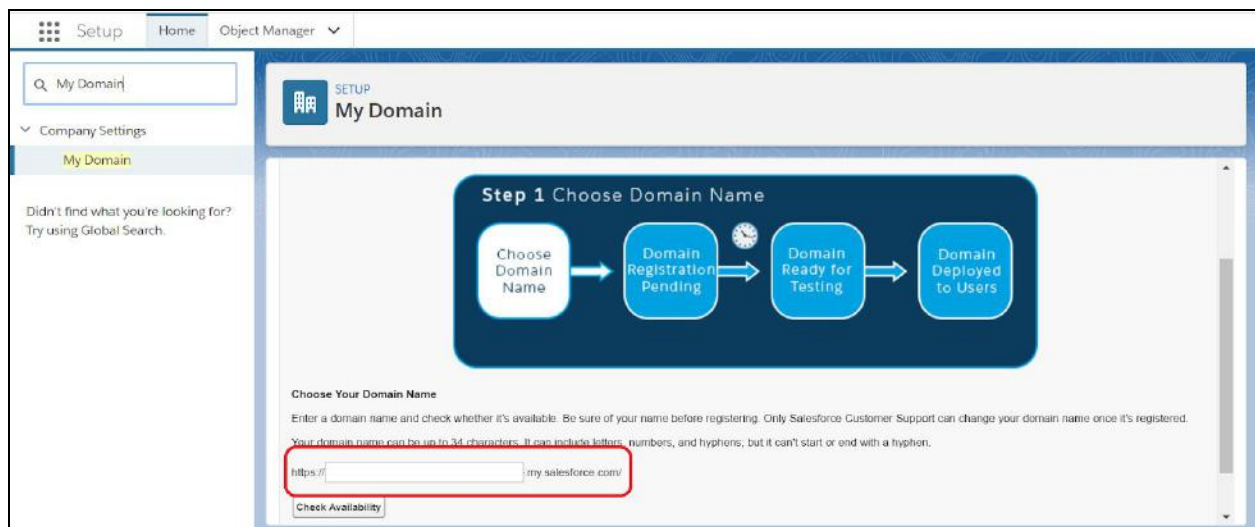 Setup
Home
Object Manager
My Domain
Company Settings
My Domain
Didn't find what you're looking for?
Try using Global Search.
SETUP
My Domain
Step 1 Choose Domain Name
Choose
Domain
Name
Domain
Registration
Pending
Domain
Ready for
Testing
Domain
Deployed
to Users
Choose Your Domain Name
Enter a domain name and check whether it's available. Be sure of your name before registering. Only Salesforce Customer Support can change your domain name once it's registered.
Your domain name can be up to 34 characters. It can include letters, numbers, and hyphens, but it can't start or end with a hyphen.
https:// .my.salesforce.com/
Check Availability